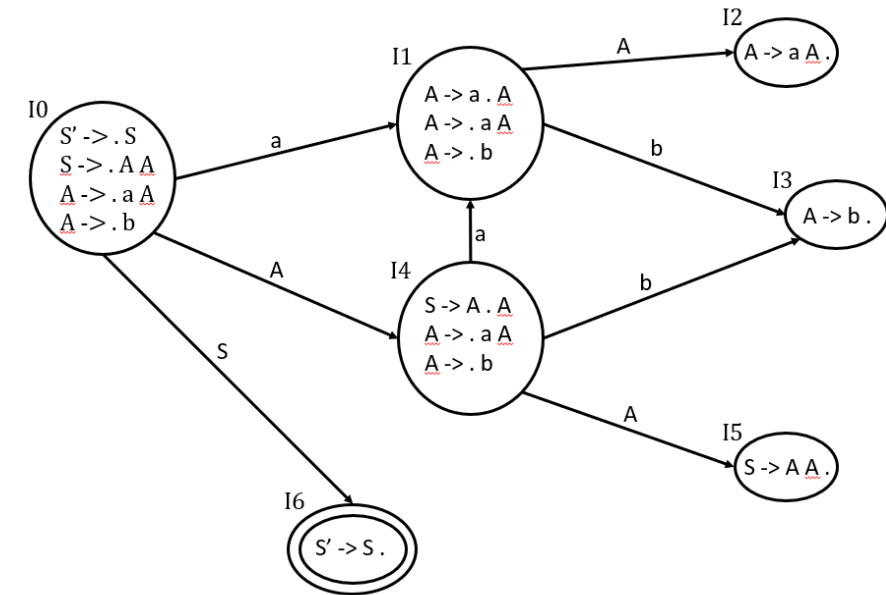 I0
S' -> . S
S -> . A A
A -> . a A
A -> . b
a
A
S
I1
A -> a . A
A -> . a A
A -> . b
A
b
a
I2
A -> a A .
I3
A -> b .
I4
S -> A . A
A -> . a A
A -> . b
b
A
I5
S -> A A .
I6
S' -> S .